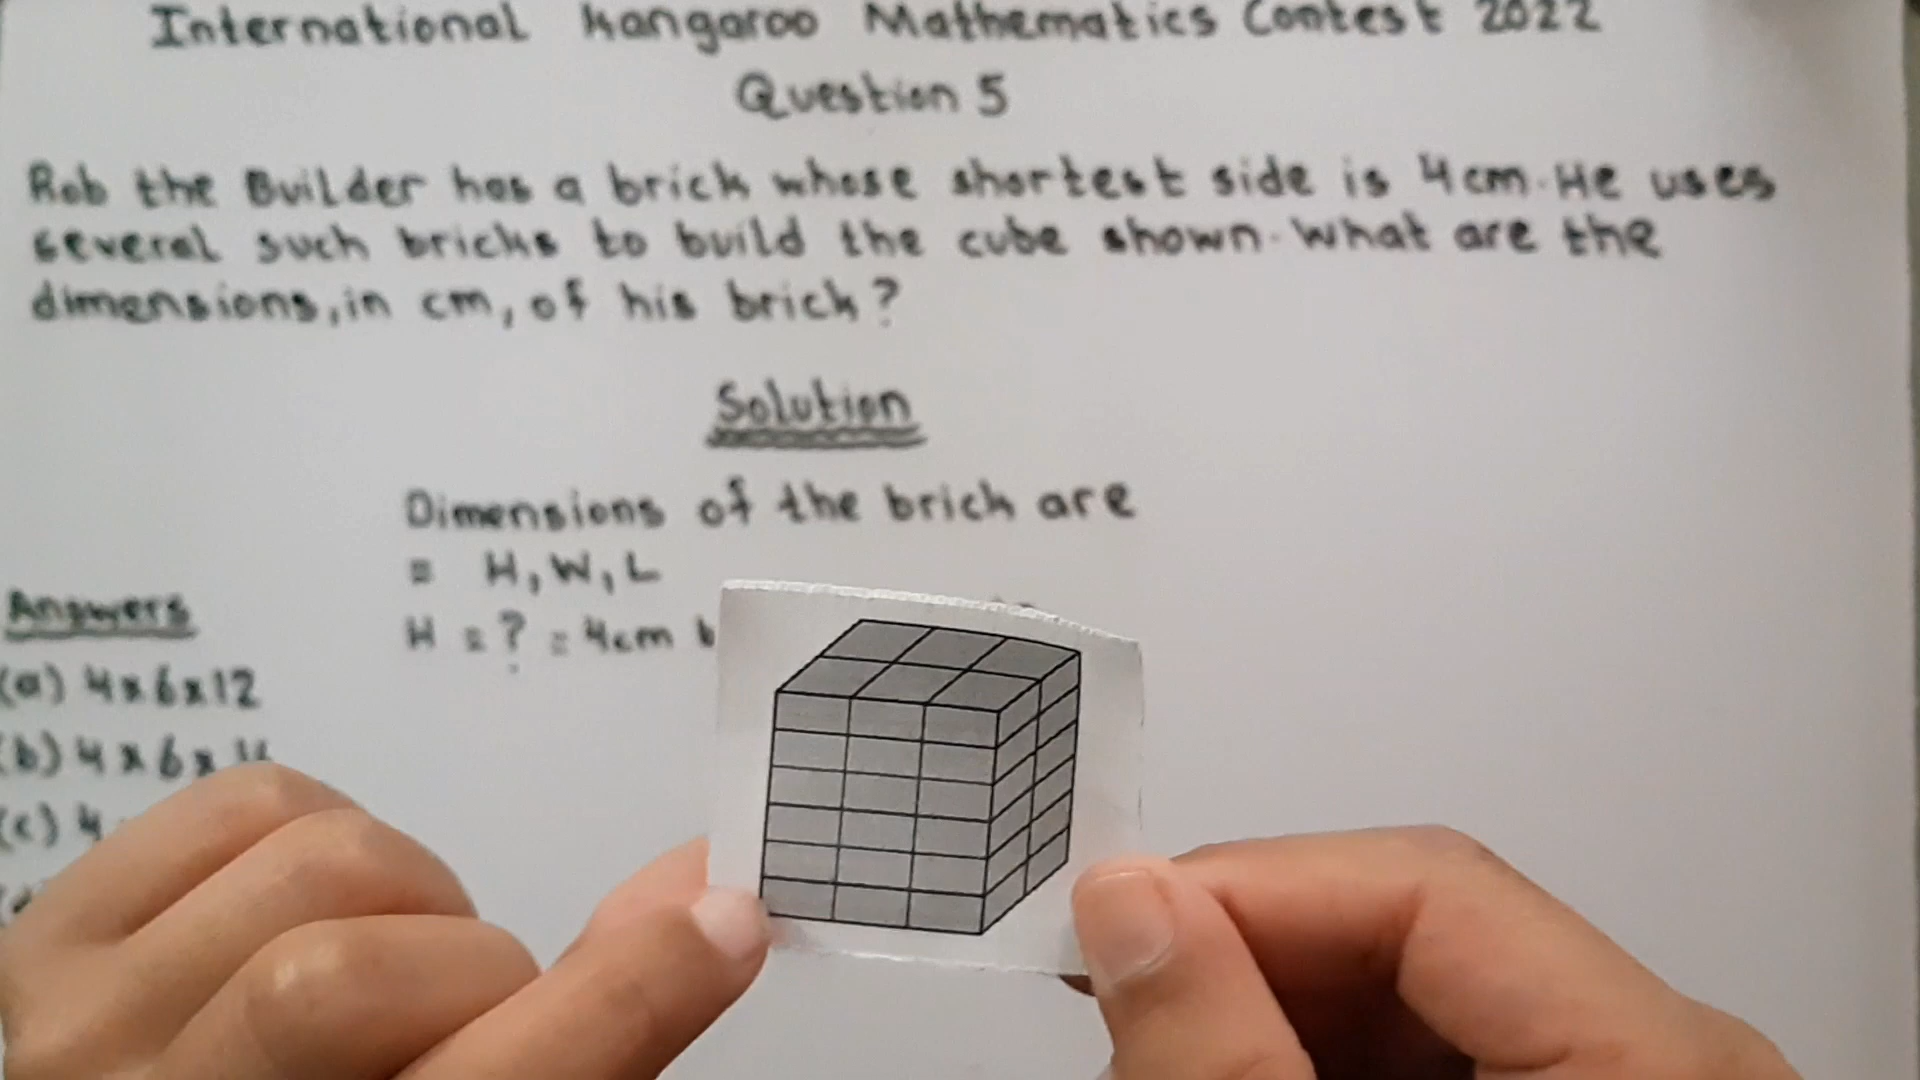 International Kangaroo Mathematics Contest 2022
Question 5
Rob the Builder has a brick whose shortest side is 4cm. He uses
several such bricks to build the cube shown. What are the
dimensions, in cm, of his brick?
Solution
Dimensions of the brick are
= H, W, L
H = ? = 4cm
Answers
(a) 4x6x12
(b) 4x6x
(c) 4